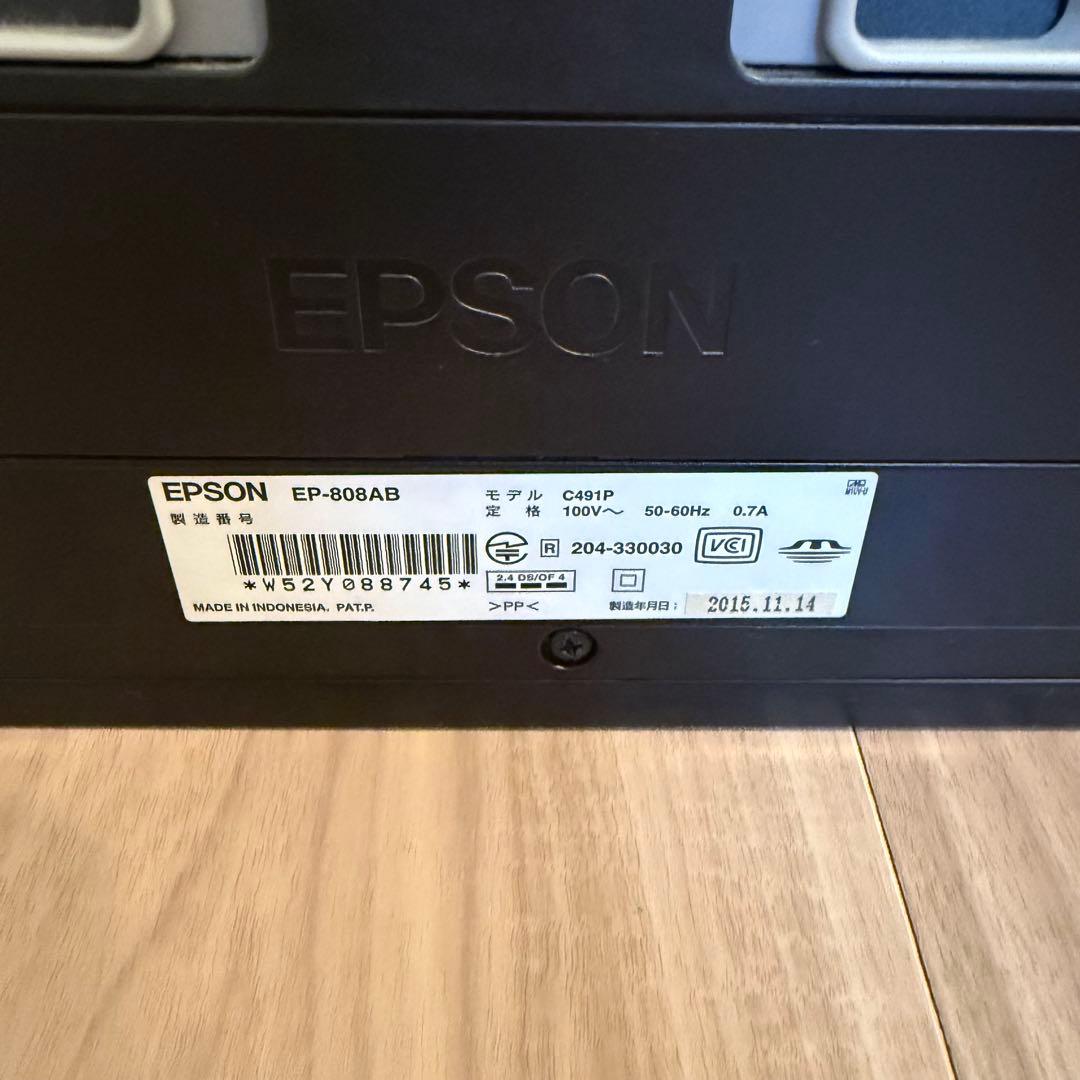 EPSON
EPSON EP-808AB
製造番号
*W52Y088745*
MADE IN INDONESIA. PAT.P.
モデル C491P
定格 100V～ 50-60Hz 0.7A
R 204-330030
VCCI
2.4 DS/OF 4
>PP<
製造年月日: 2015.11.14